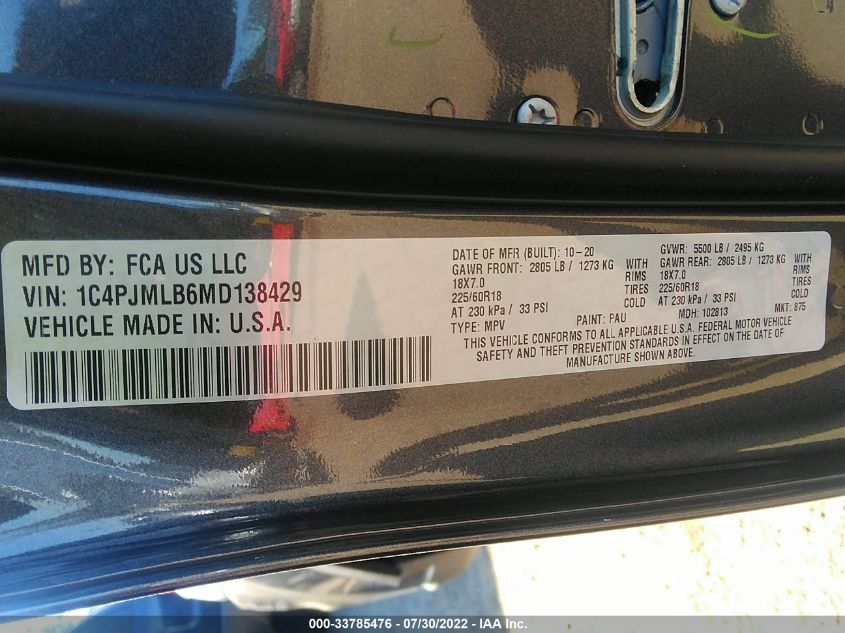 MFD BY: FCA US LLC
VIN: 1C4PJMLB6MD138429
VEHICLE MADE IN: U.S.A.
DATE OF MFR (BUILT): 10-20
GAWR FRONT: 2805 LB / 1273 KG WITH
18X7.0 RIMS
225/60R18 TIRES
AT 230 kPa / 33 PSI
TYPE: MPV PAINT: PAU
GVWR: 5500 LB / 2495 KG
GAWR REAR: 2805 LB / 1273 KG WITH
18X7.0 RIMS
225/60R18 TIRES
AT 230 kPa / 33 PSI
MDH: 102813 MKT: 875
THIS VEHICLE CONFORMS TO ALL APPLICABLE U.S.A. FEDERAL MOTOR VEHICLE
SAFETY AND THEFT PREVENTION STANDARDS IN EFFECT ON THE DATE OF
MANUFACTURE SHOWN ABOVE.
000-33785476 - 07/30/2022 - IAA Inc.